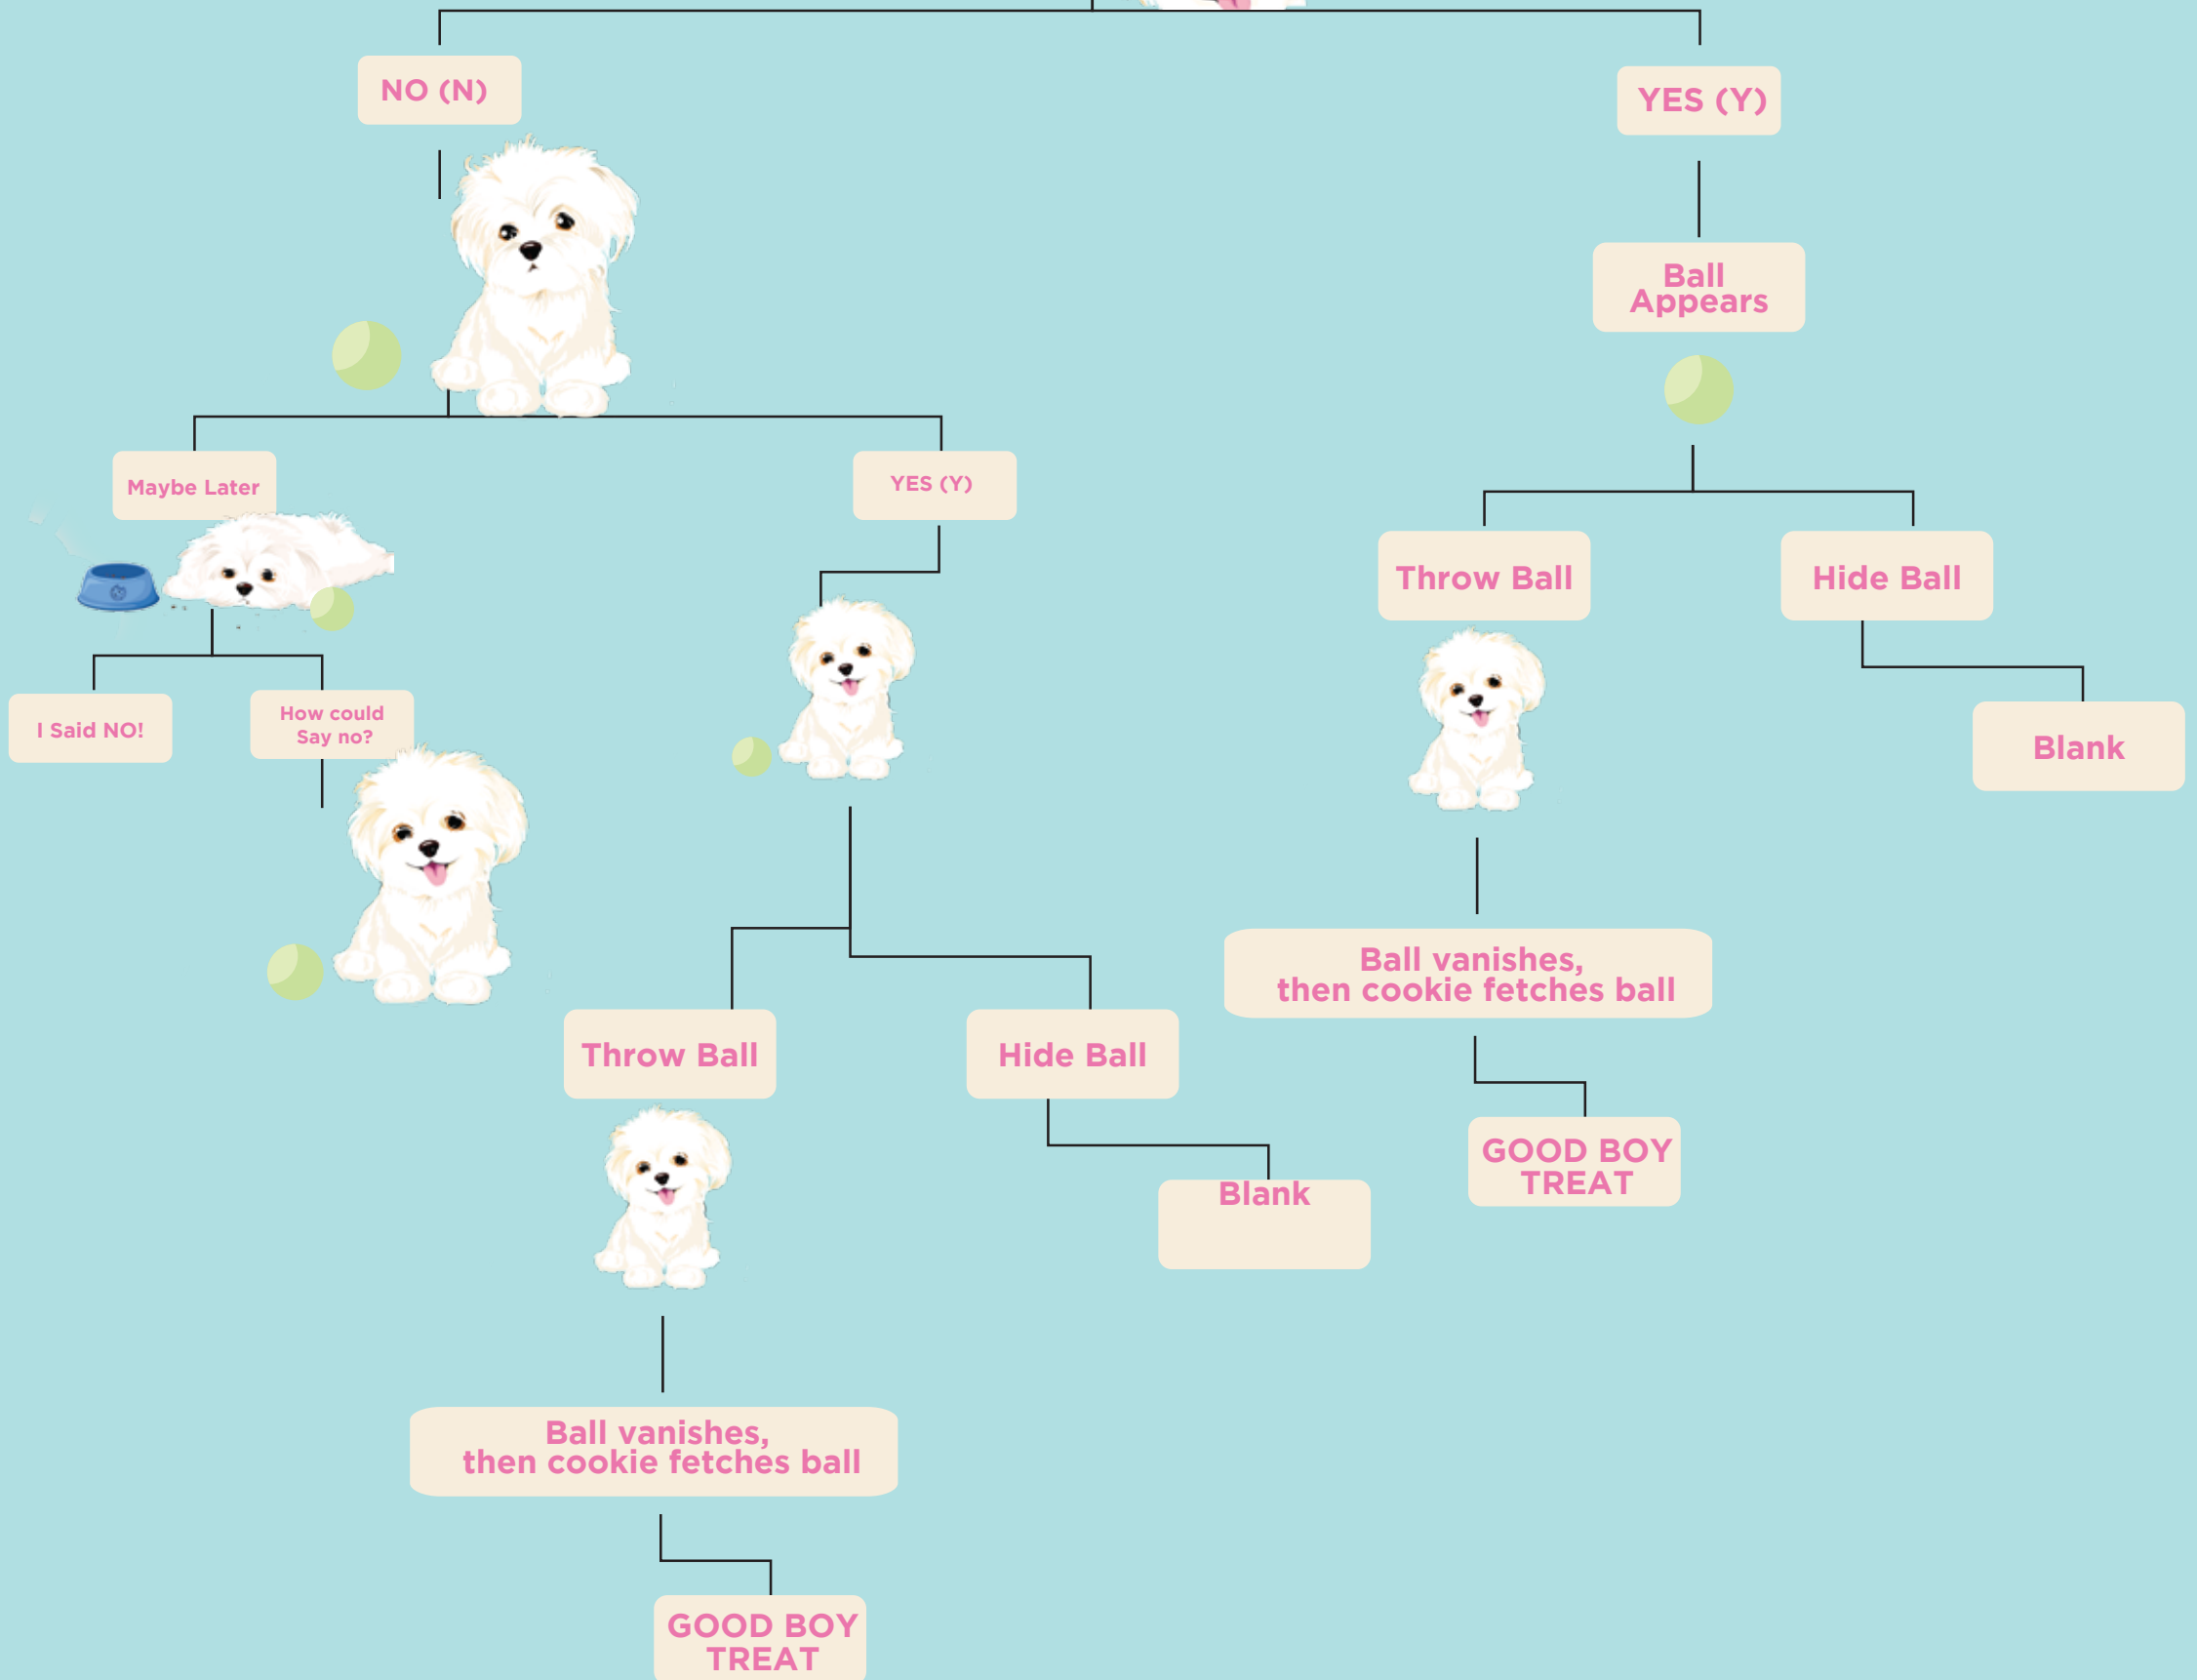 NO (N)
YES (Y)
Ball
Appears
Maybe Later
YES (Y)
Throw Ball
Hide Ball
I Said NO!
How could
Say no?
Blank
Ball vanishes,
then cookie fetches ball
Throw Ball
Hide Ball
GOOD BOY
TREAT
Blank
Ball vanishes,
then cookie fetches ball
GOOD BOY
TREAT